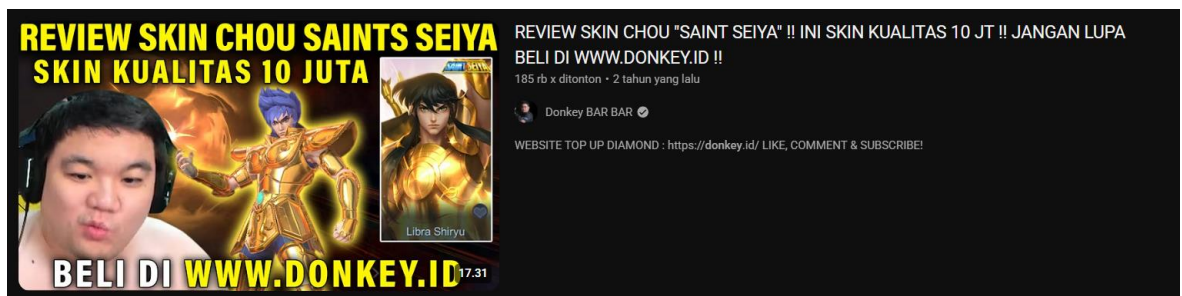 REVIEW SKIN CHOU SAINTS SEIYA
SKIN KUALITAS 10 JUTA
SAINT SEIYA
Libra Shiryu
BELI DI WWW.DONKEY.ID
17.31
REVIEW SKIN CHOU "SAINT SEIYA" !! INI SKIN KUALITAS 10 JT !! JANGAN LUPA
BELI DI WWW.DONKEY.ID !!
185 rb x ditonton • 2 tahun yang lalu
Donkey BAR BAR
WEBSITE TOP UP DIAMOND : https://donkey.id/ LIKE, COMMENT & SUBSCRIBE!